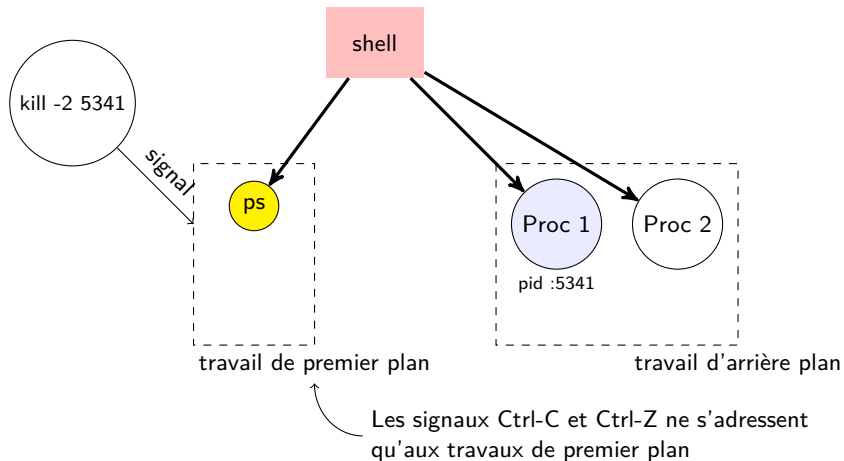 shell
kill -2 5341
signal
ps
Proc 1
Proc 2
pid :5341
travail de premier plan
travail d'arrière plan
Les signaux Ctrl-C et Ctrl-Z ne s'adressent
qu'aux travaux de premier plan